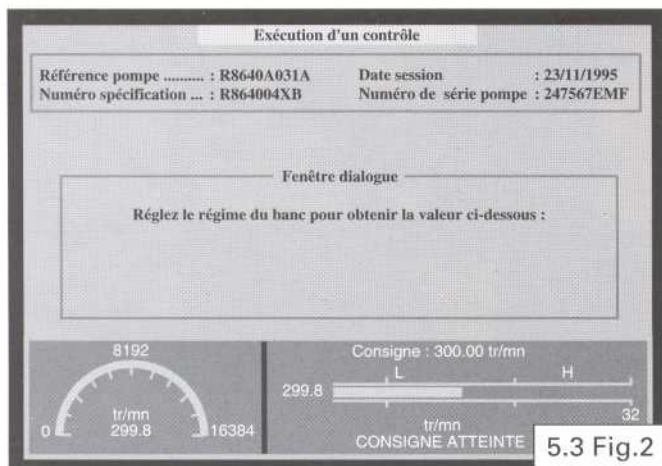 Exécution d'un contrôle
Référence pompe .......... : R8640A031A
Date session : 23/11/1995
Numéro spécification ... : R864004XB
Numéro de série pompe : 247567EMF
Fenêtre dialogue
Réglez le régime du banc pour obtenir la valeur ci-dessous :
8192
0
tr/mn
299.8
16384
Consigne : 300.00 tr/mn
L
H
299.8
32
tr/mn
CONSIGNE ATTEINTE
5.3 Fig.2